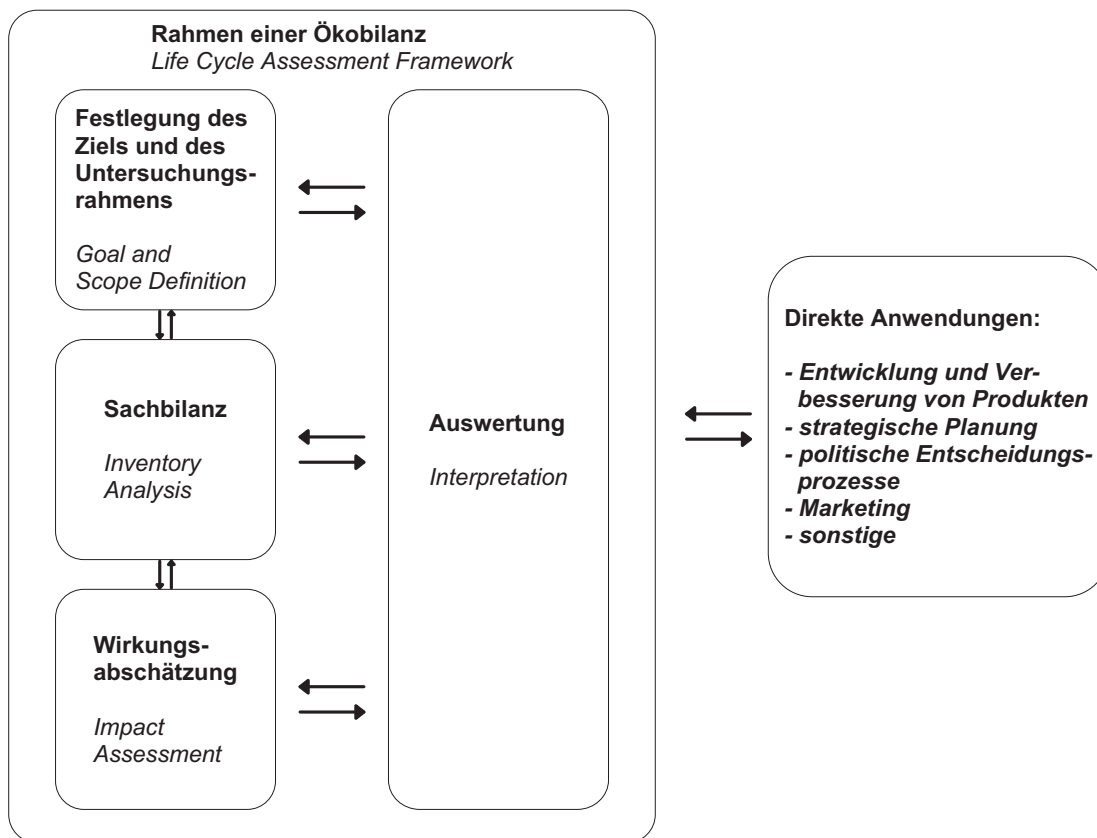 Rahmen einer Ökobilanz
Life Cycle Assessment Framework
Festlegung des
Ziels und des
Untersuchungs-
rahmens
Goal and
Scope Definition
Sachbilanz
Inventory
Analysis
Wirkungs-
abschätzung
Impact
Assessment
Auswertung
Interpretation
Direkte Anwendungen:
- Entwicklung und Ver-
besserung von Produkten
- strategische Planung
- politische Entscheidungs-
prozesse
- Marketing
- sonstige